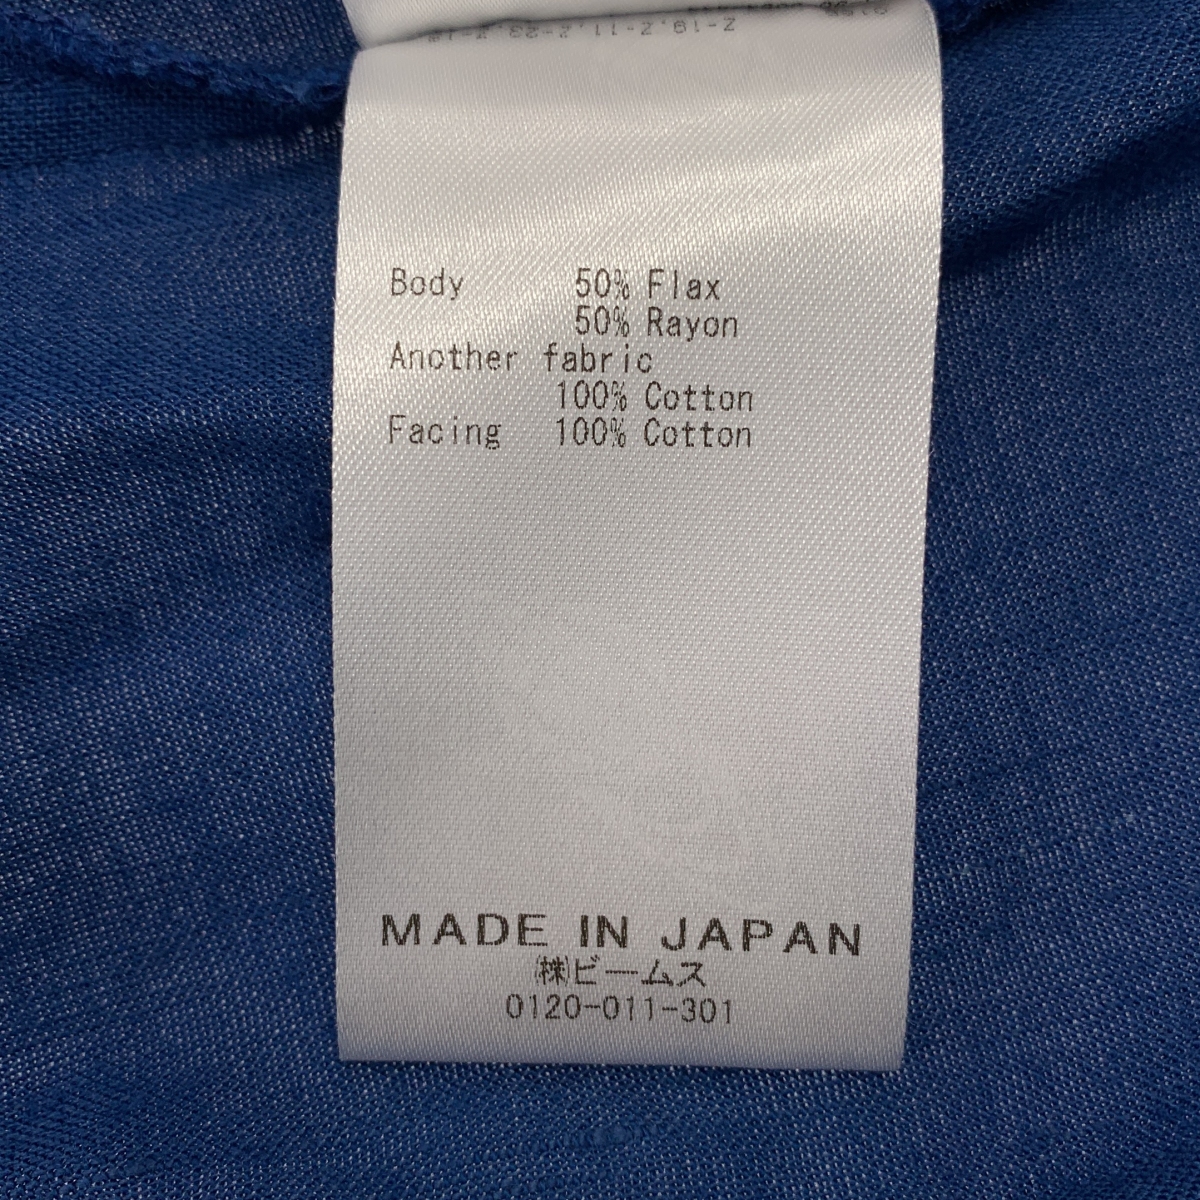 Body 50% Flax
50% Rayon
Another fabric
100% Cotton
Facing 100% Cotton
MADE IN JAPAN
㈱ビームス
0120-011-301